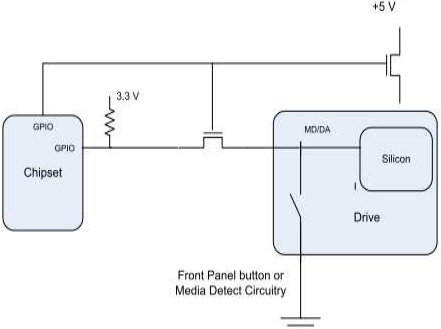 +5 V
3.3 V
GPIO
GPIO
Chipset
MD/DA
Silicon
Drive
Front Panel button or
Media Detect Circuitry